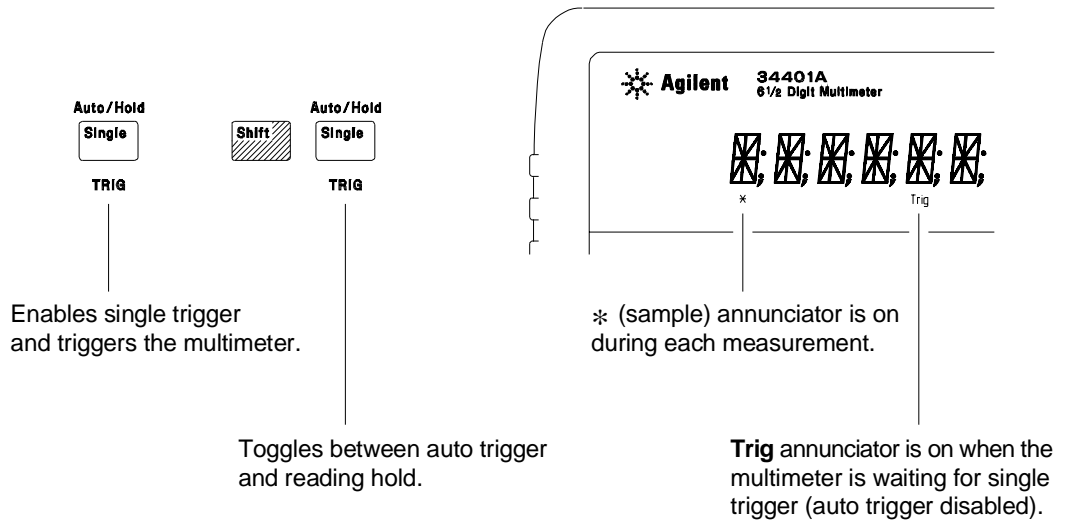 Agilent 34401A
6½ Digit Multimeter
Auto/Hold
Single
TRIG
Shift
Auto/Hold
Single
TRIG
* Trig
Enables single trigger
and triggers the multimeter.
* (sample) annunciator is on
during each measurement.
Toggles between auto trigger
and reading hold.
Trig annunciator is on when the
multimeter is waiting for single
trigger (auto trigger disabled).